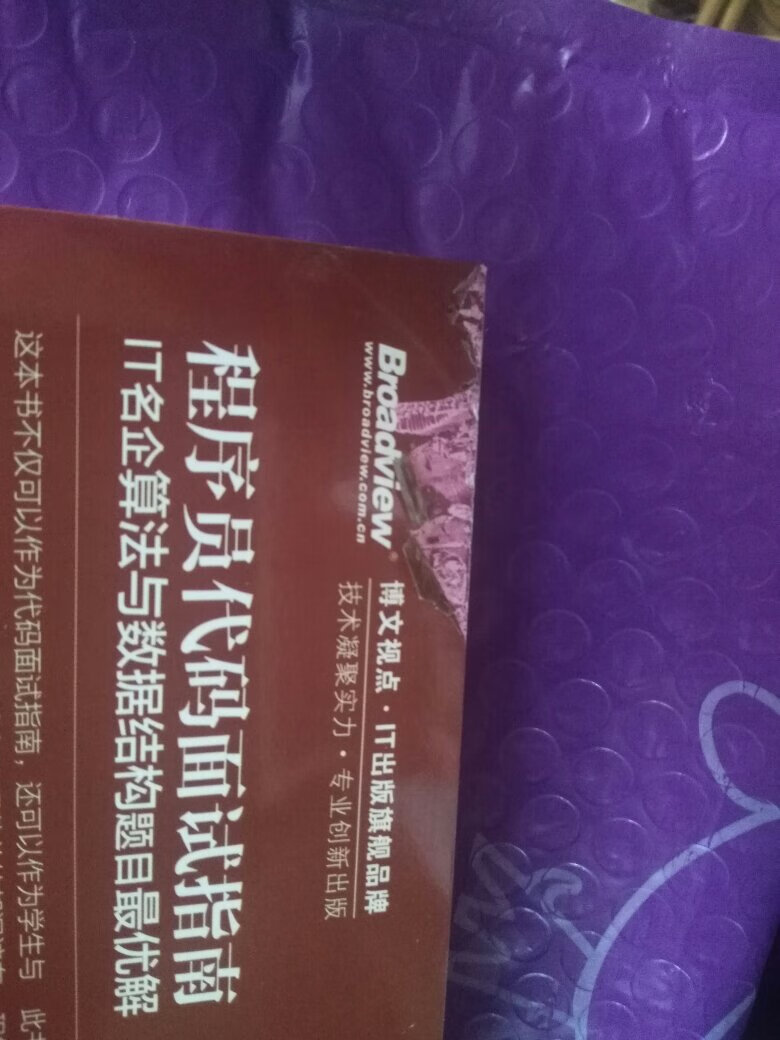 Broadview
www.broadview.com.cn
博文视点·IT出版旗舰品牌
技术凝聚实力·专业创新出版
程序员代码面试指南
IT名企算法与数据结构题目最优解
这本书不仅可以作为代码面试指南，还可以作为学生与